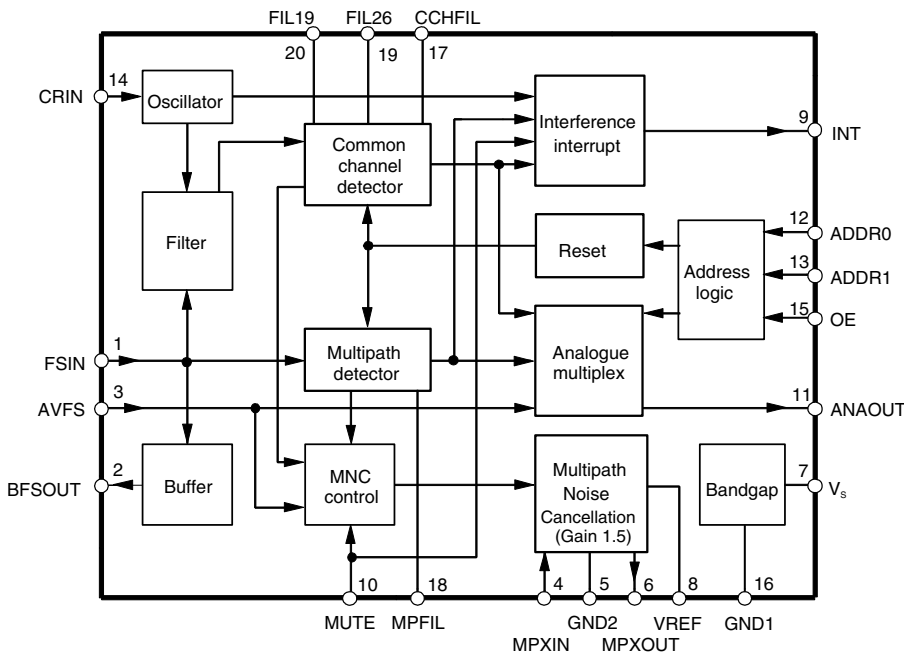 FIL19 FIL26 CCHFIL
20 19 17
14
CRIN
Oscillator
Common
channel
detector
Interference
interrupt
9
INT
Filter
Reset
Address
logic
12
ADDR0
13
ADDR1
15
OE
1
FSIN
Multipath
detector
Analogue
multiplex
3
AVFS
11
ANAOUT
2
BFSOUT
Buffer
MNC
control
Multipath
Noise
Cancellation
(Gain 1.5)
Bandgap
7
Vs
10 18 4 5 6 8 16
MUTE MPFIL MPXIN GND2 MPXOUT VREF GND1